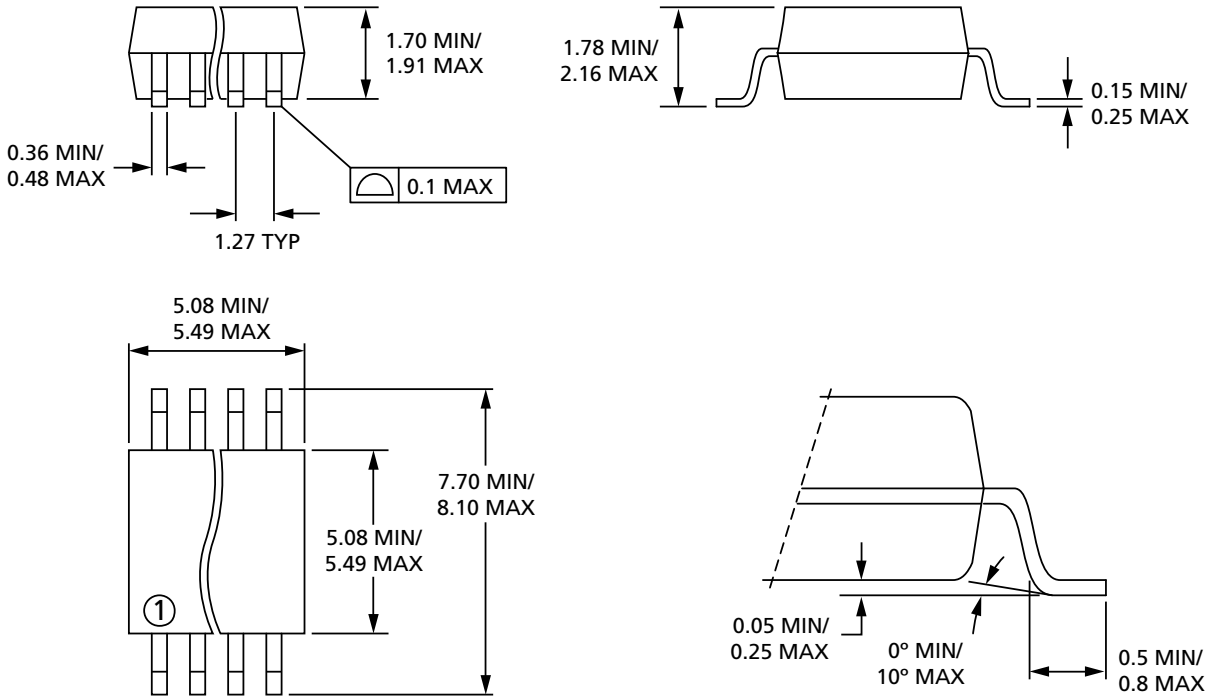 1.70 MIN/
1.91 MAX
1.78 MIN/
2.16 MAX
0.15 MIN/
0.25 MAX
0.36 MIN/
0.48 MAX
0.1 MAX
1.27 TYP
5.08 MIN/
5.49 MAX
7.70 MIN/
8.10 MAX
5.08 MIN/
5.49 MAX
1
0.05 MIN/
0.25 MAX
0º MIN/
10º MAX
0.5 MIN/
0.8 MAX